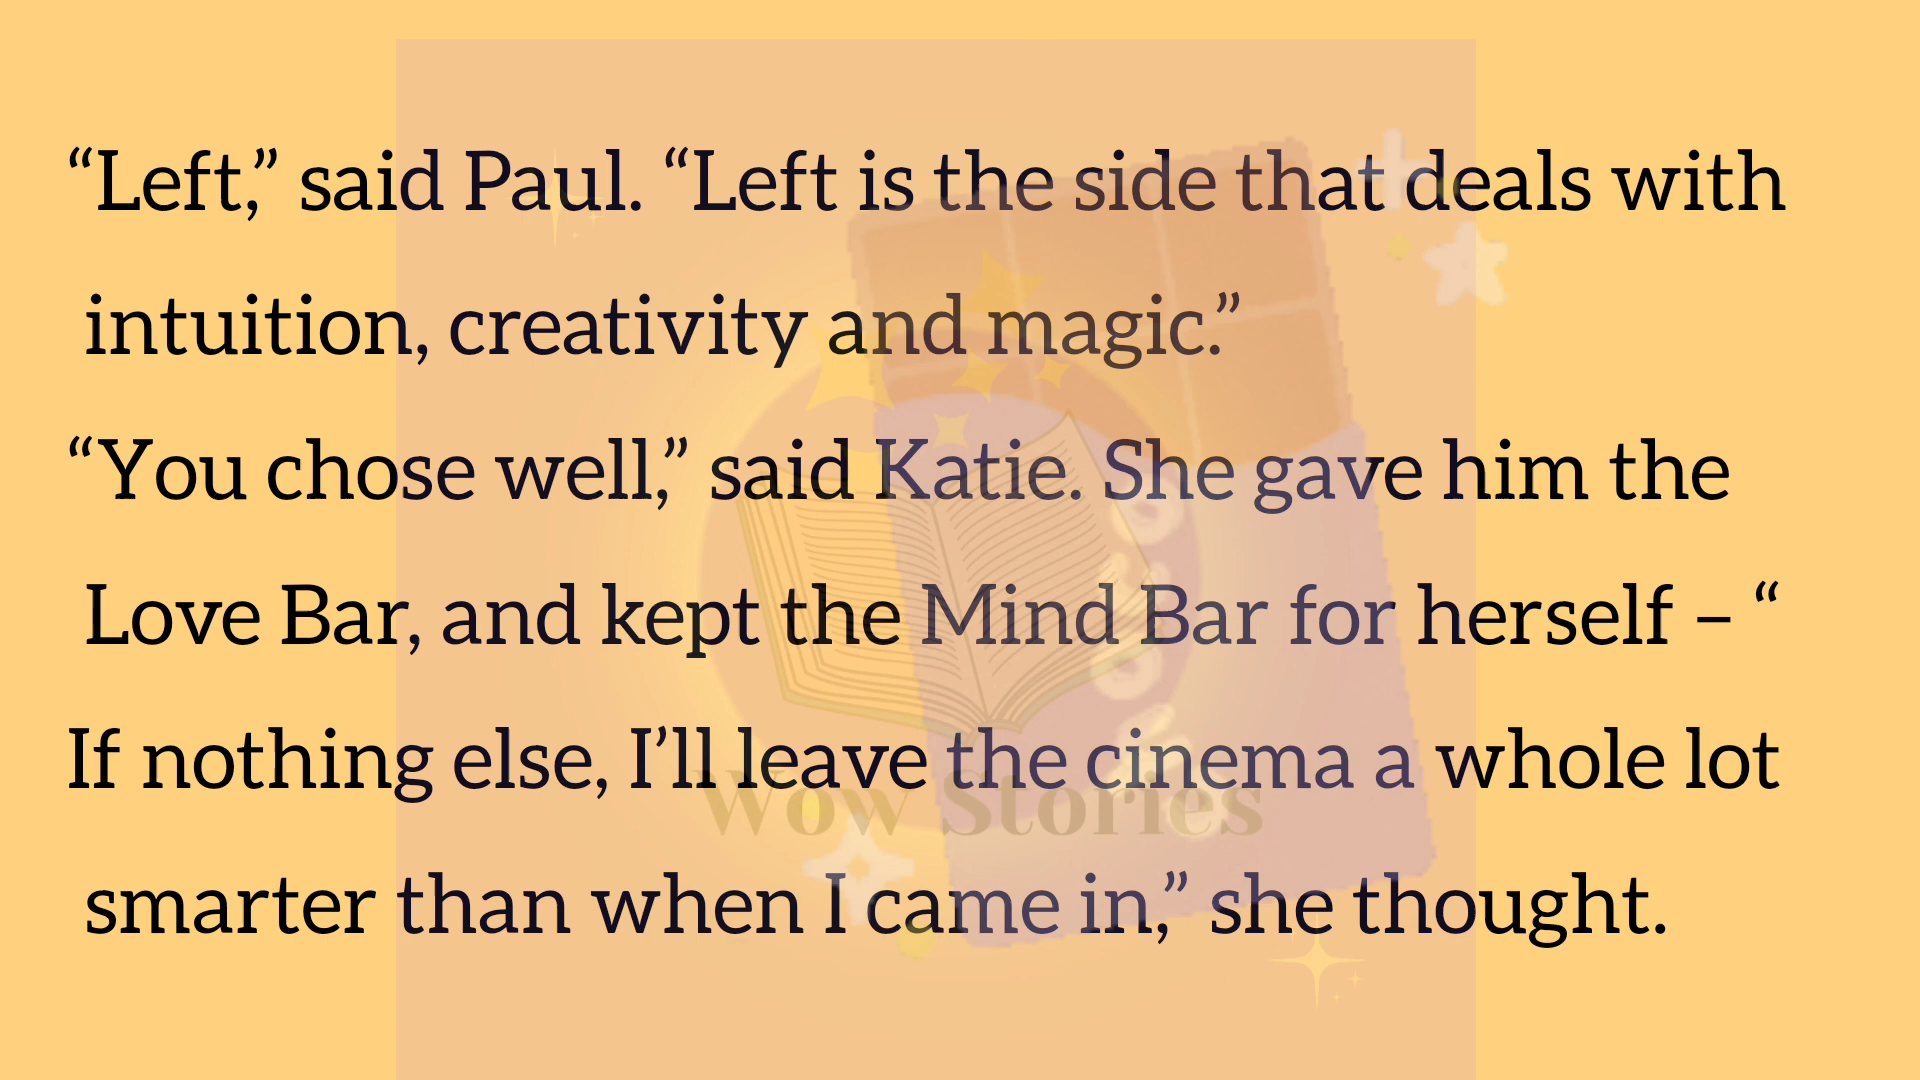 “Left,” said Paul. “Left is the side that deals with
intuition, creativity and magic.”
“You chose well,” said Katie. She gave him the
Love Bar, and kept the Mind Bar for herself – “
If nothing else, I’ll leave the cinema a whole lot
smarter than when I came in,” she thought.
Wow Stories